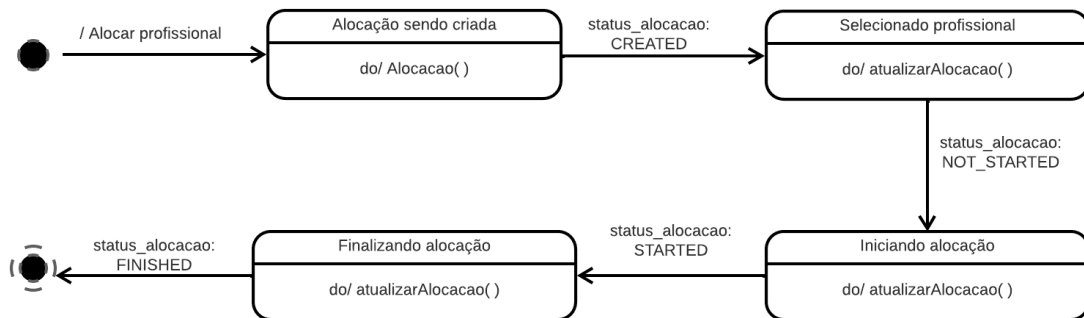 / Alocar profissional
Alocação sendo criada
do/ Alocacao( )
status_alocacao:
CREATED
Selecionado profissional
do/ atualizarAlocacao( )
status_alocacao:
NOT_STARTED
Iniciando alocação
do/ atualizarAlocacao( )
status_alocacao:
STARTED
Finalizando alocação
do/ atualizarAlocacao( )
status_alocacao:
FINISHED